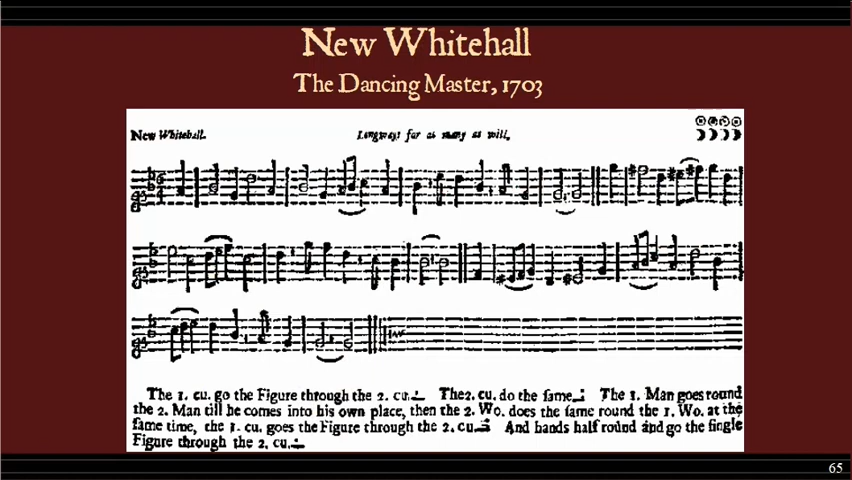 New Whitehall
The Dancing Master, 1703
New Whitehall.
Longways for as many as will.
The 1. cu. go the Figure through the 2. cu. The 2. cu. do the ſame. The 1. Man goes round
the 2. Man till he comes into his own place, then the 2. Wo. does the ſame round the 1. Wo. at the
ſame time, the 1. cu. goes the Figure through the 2. cu. And hands half round and go the ſingle
Figure through the 2. cu.
65